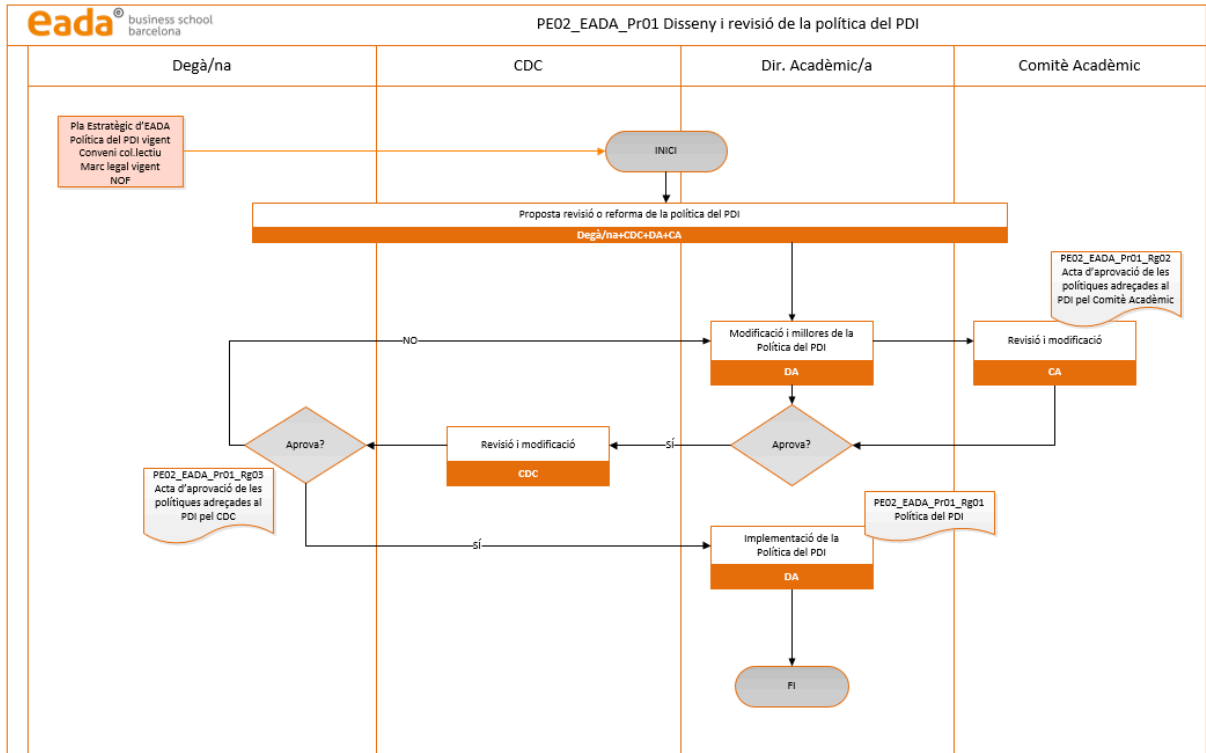 eada® business school
barcelona
PE02_EADA_Pr01 Disseny i revisió de la política del PDI
Degà/na
CDC
Dir. Acadèmic/a
Comitè Acadèmic
Pla Estratègic d'EADA
Política del PDI vigent
Conveni col.lectiu
Marc legal vigent
NOF
INICI
Proposta revisió o reforma de la política del PDI
Degà/na+CDC+DA+CA
PE02_EADA_Pr01_Rg02
Acta d'aprovació de les
polítiques adreçades al
PDI pel Comitè Acadèmic
NO
Modificació i millores de la
Política del PDI
DA
Revisió i modificació
CA
Aprova?
Revisió i modificació
CDC
SÍ
Aprova?
PE02_EADA_Pr01_Rg03
Acta d'aprovació de les
polítiques adreçades al
PDI pel CDC
PE02_EADA_Pr01_Rg01
Política del PDI
SÍ
Implementació de la
Política del PDI
DA
FI